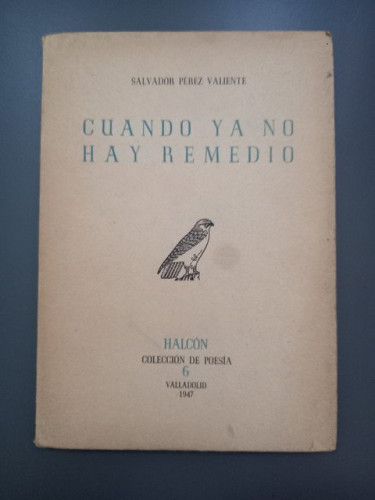 SALVADOR PÉREZ VALIENTE
CUANDO YA NO
HAY REMEDIO
HALCÓN
COLECCIÓN DE POESÍA
6
VALLADOLID
1947